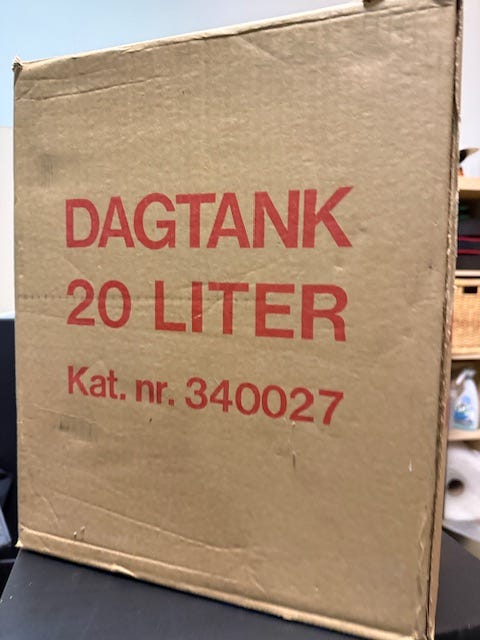 DAGTANK
20 LITER
Kat. nr. 340027